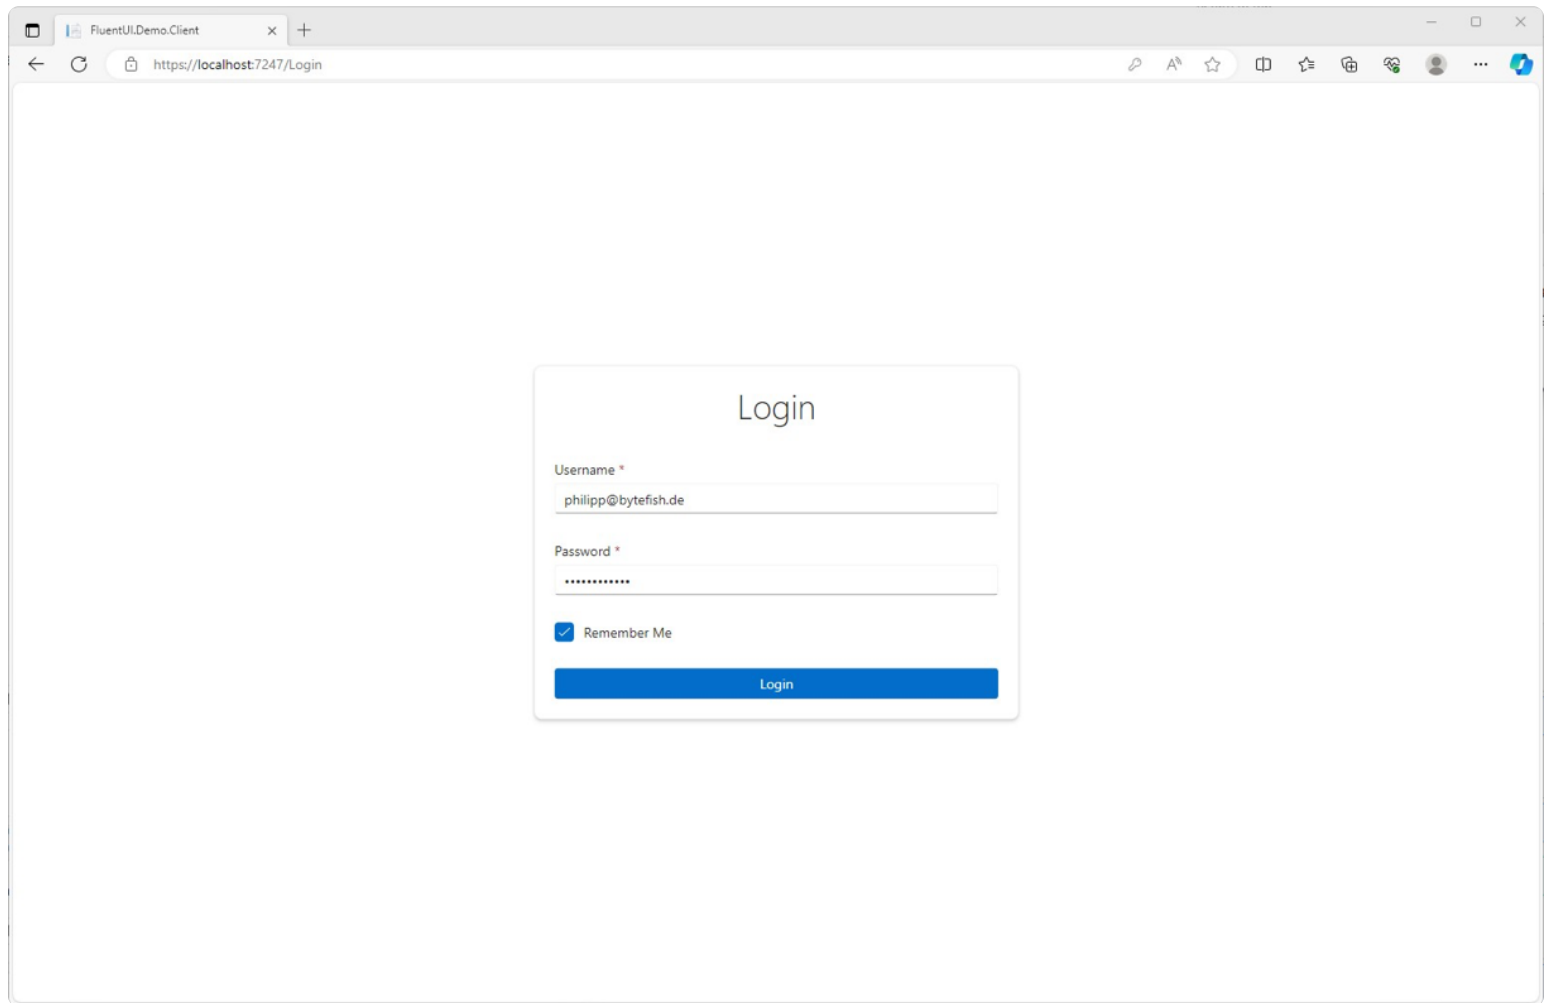 FluentUI.Demo.Client
https://localhost:7247/Login
Login
Username *
philipp@bytefish.de
Password *
••••••••••••
Remember Me
Login